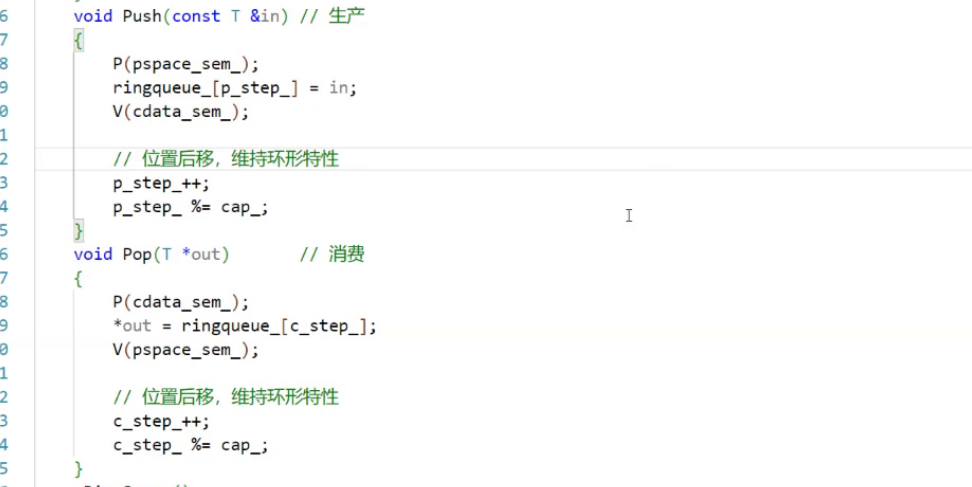 6 void Push(const T &in) // 生产
7 {
8 P(pspace_sem_);
9 ringqueue_[p_step_] = in;
0 V(cdata_sem_);
1
2 // 位置后移，维持环形特性
3 p_step_++;
4 p_step_ %= cap_;
5 }
6 void Pop(T *out) // 消费
7 {
8 P(cdata_sem_);
9 *out = ringqueue_[c_step_];
0 V(pspace_sem_);
1
2 // 位置后移，维持环形特性
3 c_step_++;
4 c_step_ %= cap_;
5 }